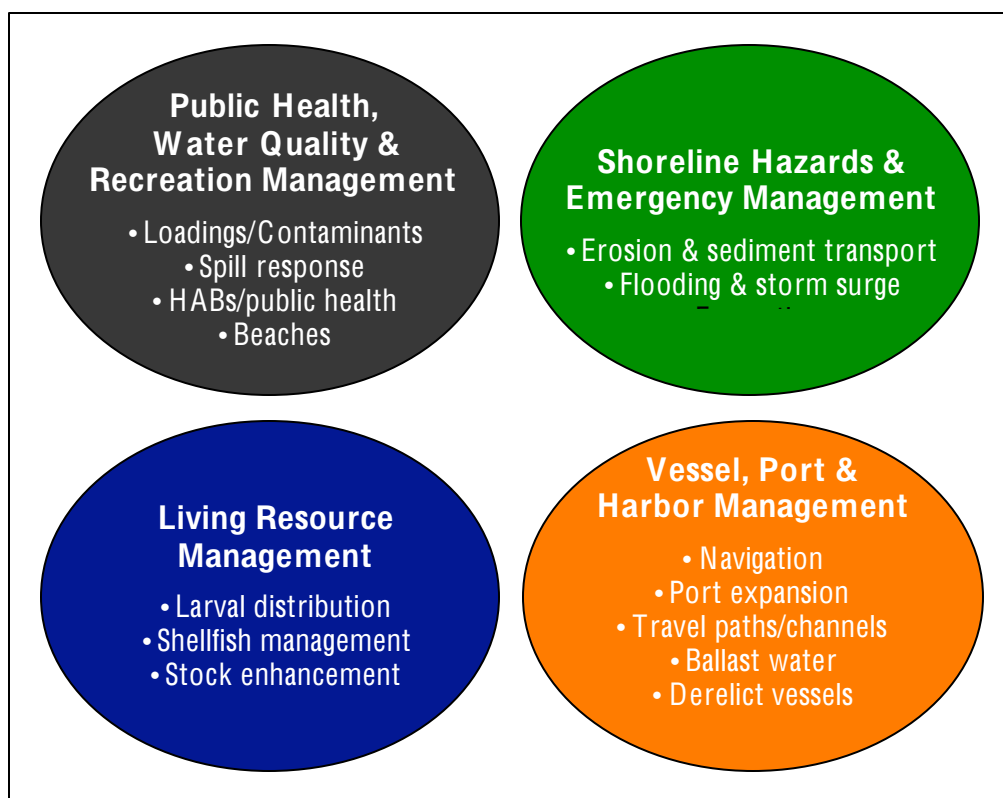 Public Health,
Water Quality &
Recreation Management
• Loadings/Contaminants
• Spill response
• HABs/public health
• Beaches
Shoreline Hazards &
Emergency Management
• Erosion & sediment transport
• Flooding & storm surge
Living Resource
Management
• Larval distribution
• Shellfish management
• Stock enhancement
Vessel, Port &
Harbor Management
• Navigation
• Port expansion
• Travel paths/channels
• Ballast water
• Derelict vessels